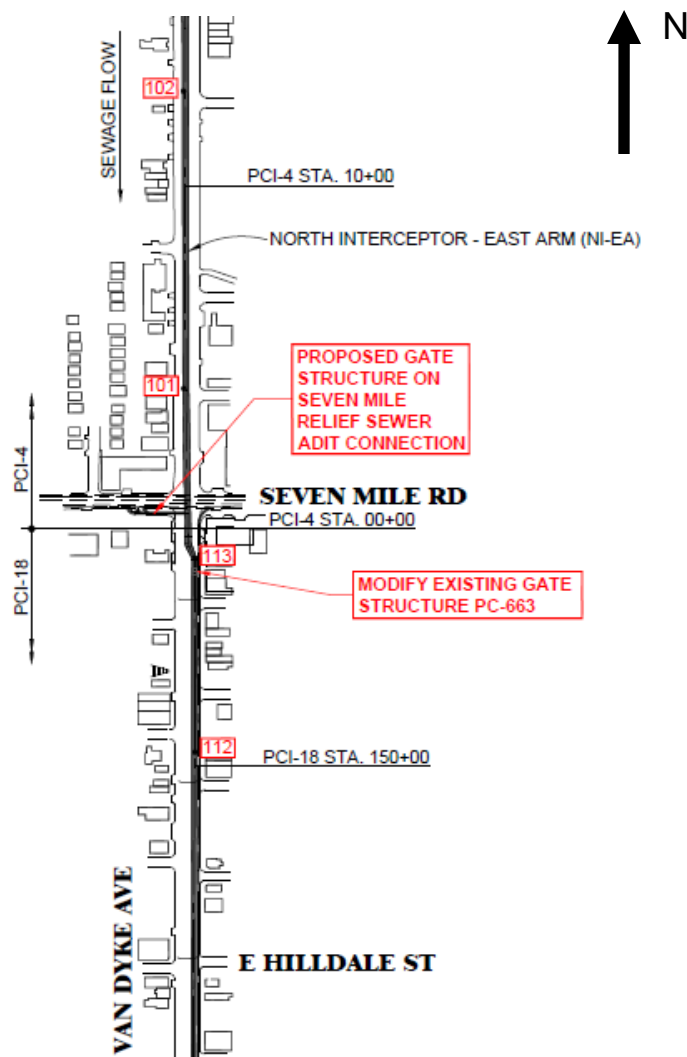 N
SEWAGE FLOW
102
PCI-4 STA. 10+00
NORTH INTERCEPTOR - EAST ARM (NI-EA)
PROPOSED GATE
STRUCTURE ON
SEVEN MILE
RELIEF SEWER
ADIT CONNECTION
101
PCI-4
SEVEN MILE RD
PCI-4 STA. 00+00
PCI-18
113
MODIFY EXISTING GATE
STRUCTURE PC-663
112
PCI-18 STA. 150+00
VAN DYKE AVE
E HILLDALE ST